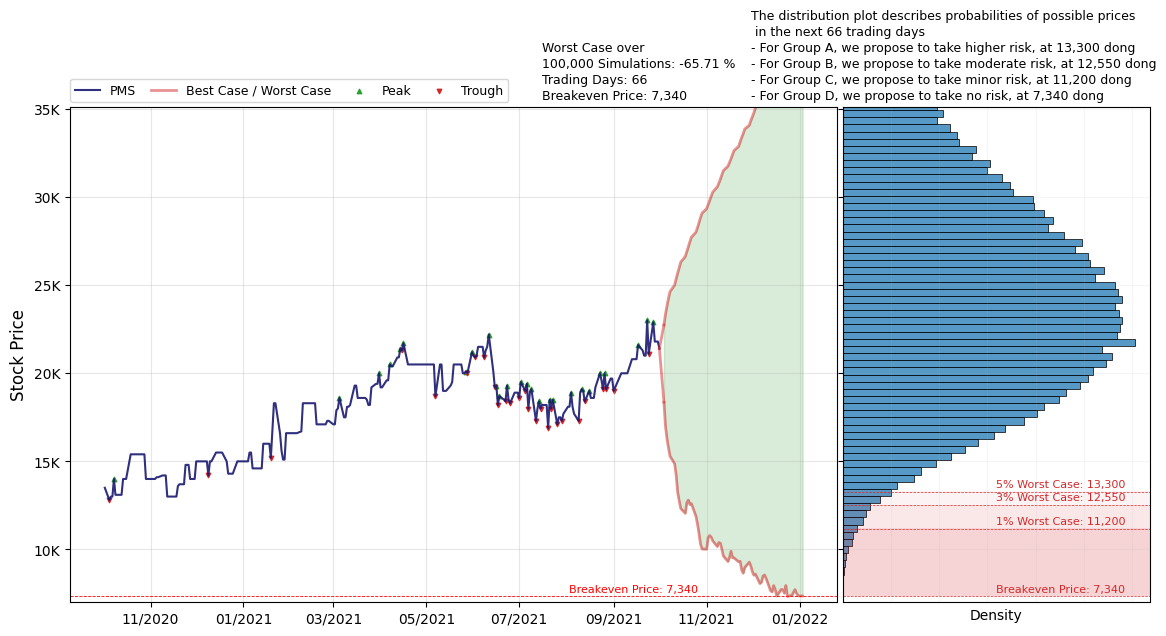 The distribution plot describes probabilities of possible prices
in the next 66 trading days
- For Group A, we propose to take higher risk, at 13,300 dong
- For Group B, we propose to take moderate risk, at 12,550 dong
- For Group C, we propose to take minor risk, at 11,200 dong
- For Group D, we propose to take no risk, at 7,340 dong
Worst Case over
100,000 Simulations: -65.71 %
Trading Days: 66
Breakeven Price: 7,340
PMS
Best Case / Worst Case
Peak
Trough
Stock Price
35K
30K
25K
20K
15K
10K
Breakeven Price: 7,340
11/2020
01/2021
03/2021
05/2021
07/2021
09/2021
11/2021
01/2022
5% Worst Case: 13,300
3% Worst Case: 12,550
1% Worst Case: 11,200
Breakeven Price: 7,340
Density